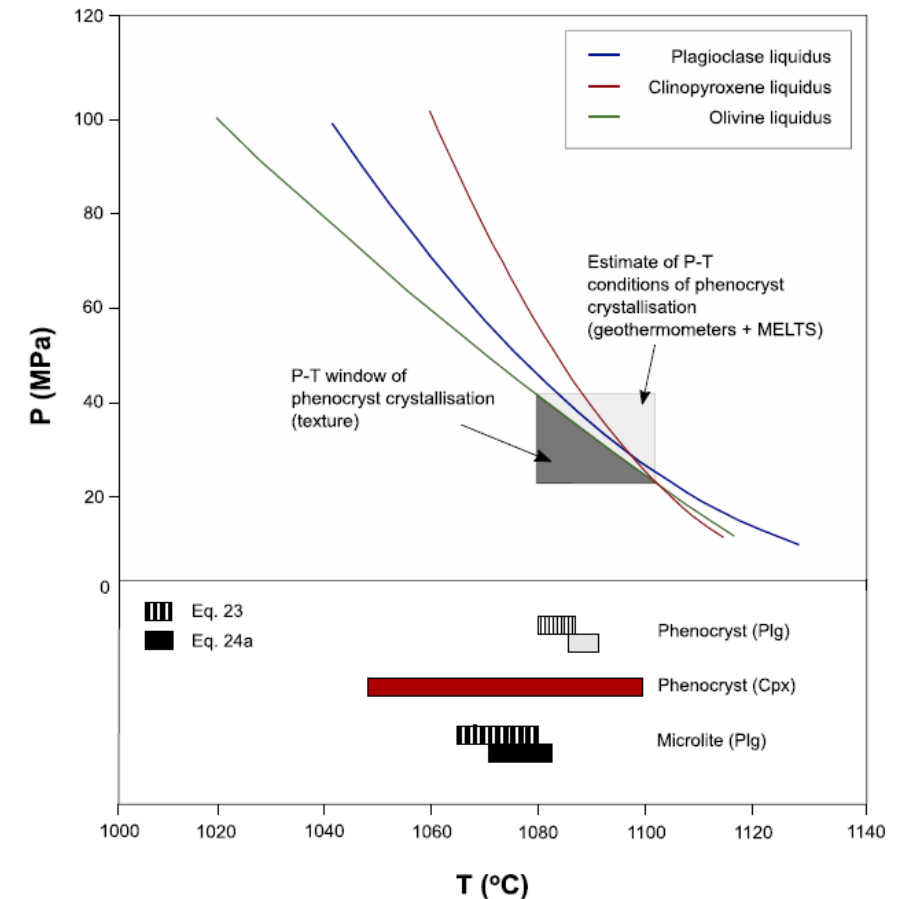 120
100
80
60
40
20
0
P (MPa)
Plagioclase liquidus
Clinopyroxene liquidus
Olivine liquidus
Estimate of P-T
conditions of phenocryst
crystallisation
(geothermometers + MELTS)
P-T window of
phenocryst crystallisation
(texture)
Eq. 23
Eq. 24a
Phenocryst (Plg)
Phenocryst (Cpx)
Microlite (Plg)
1000 1020 1040 1060 1080 1100 1120 1140
T (ºC)